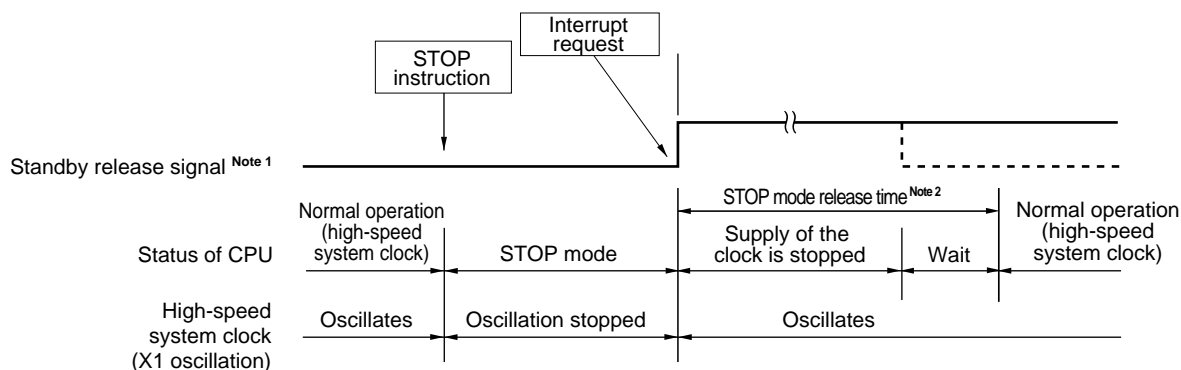 Interrupt
request
STOP
instruction
Standby release signal Note 1
STOP mode release time Note 2
Normal operation
(high-speed
system clock)
Status of CPU
STOP mode
Supply of the
clock is stopped
Wait
Normal operation
(high-speed
system clock)
High-speed
system clock
(X1 oscillation)
Oscillates
Oscillation stopped
Oscillates